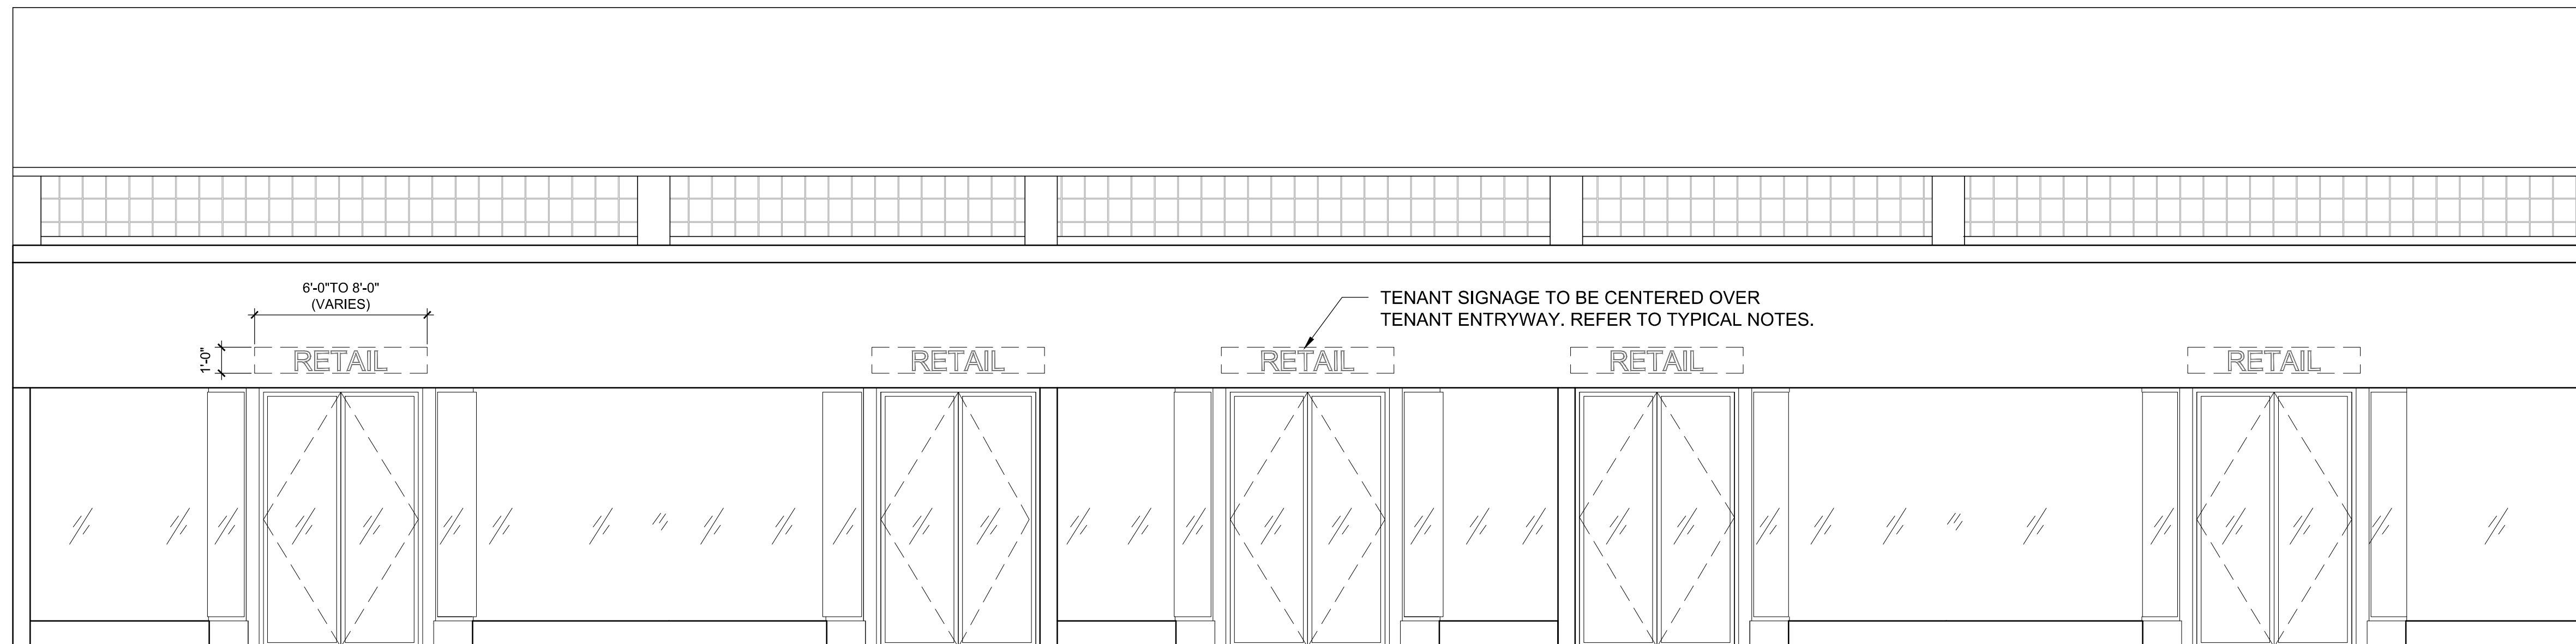 6'-0"TO 8'-0"
(VARIES)
TENANT SIGNAGE TO BE CENTERED OVER
TENANT ENTRYWAY. REFER TO TYPICAL NOTES.
1'-0"
RETAIL
RETAIL
RETAIL
RETAIL
RETAIL